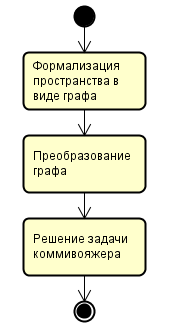 Формализация
пространства в
виде графа
Преобразование
графа
Решение задачи
коммивояжера